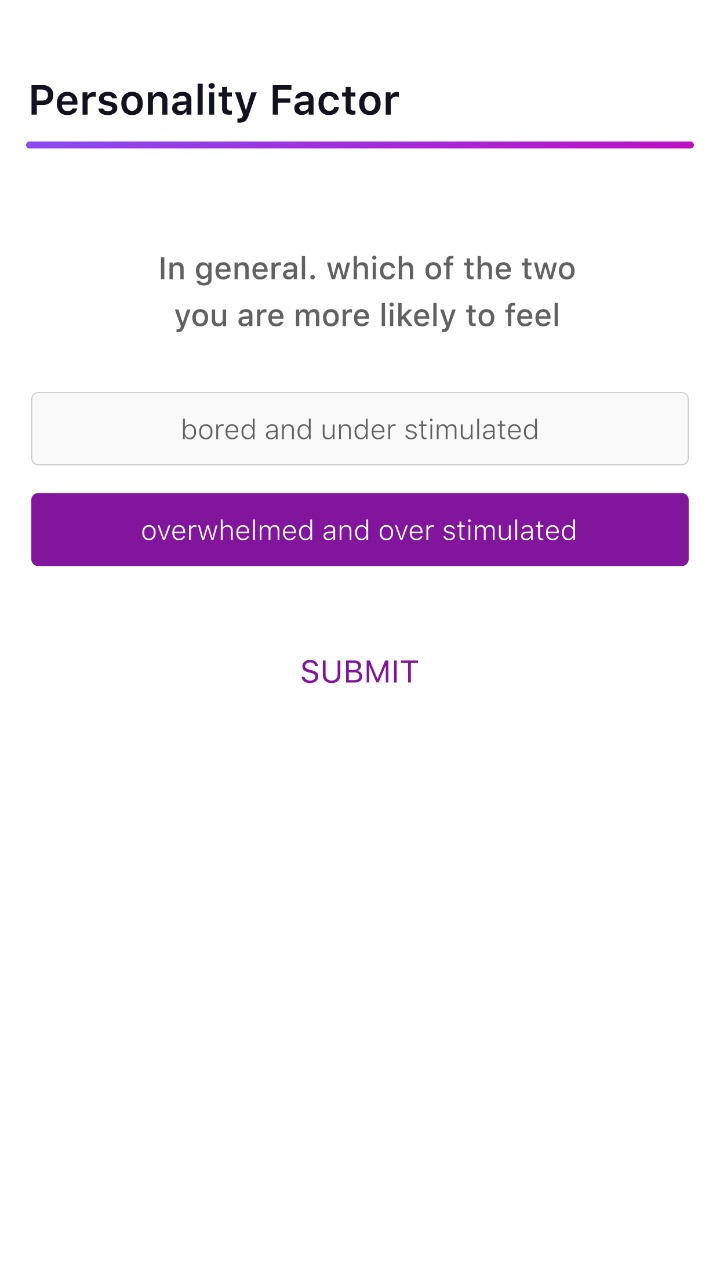 Personality Factor
In general. which of the two
you are more likely to feel
bored and under stimulated
overwhelmed and over stimulated
SUBMIT